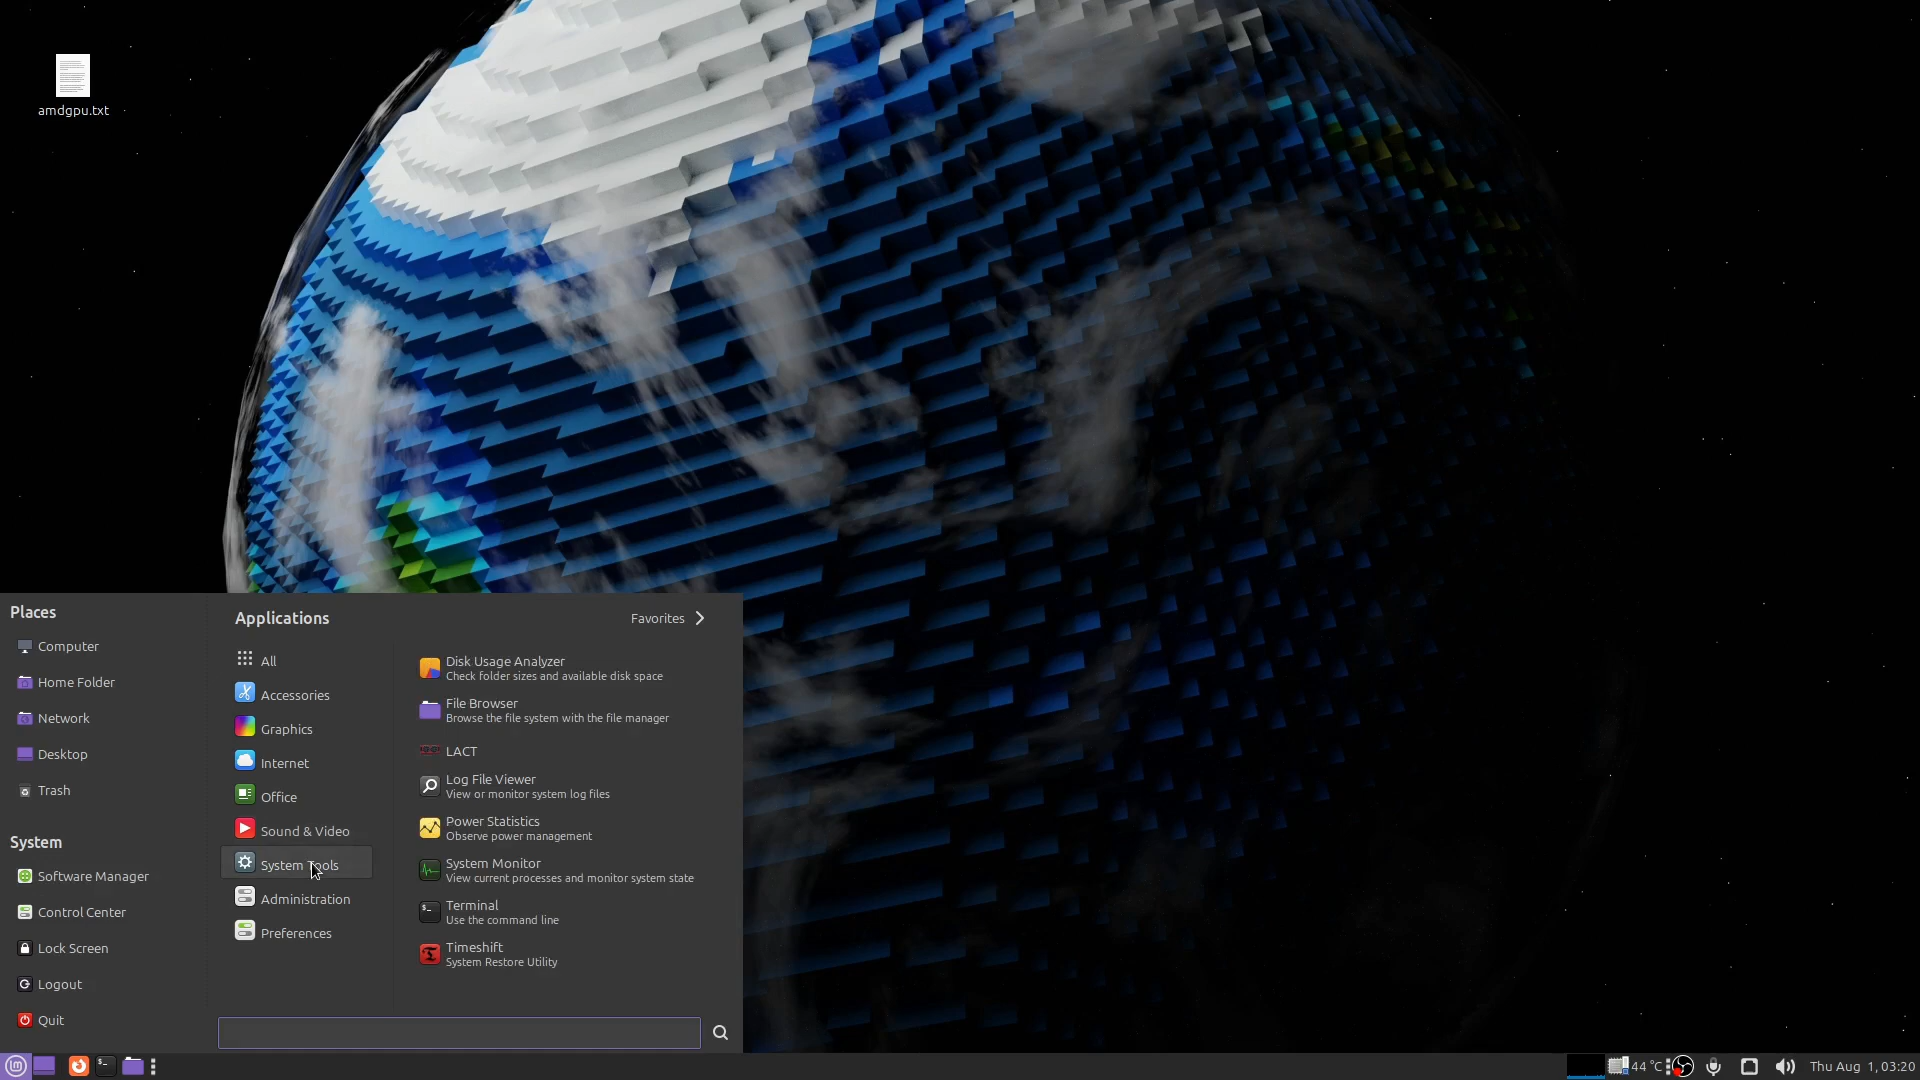 amdgpu.txt
Places
Computer
Home Folder
Network
Desktop
Trash
System
Software Manager
Control Center
Lock Screen
Logout
Quit
Applications
Favorites
All
Accessories
Graphics
Internet
Office
Sound & Video
System Tools
Administration
Preferences
Disk Usage Analyzer
Check folder sizes and available disk space
File Browser
Browse the file system with the file manager
LACT
Log File Viewer
View or monitor system log files
Power Statistics
Observe power management
System Monitor
View current processes and monitor system state
Terminal
Use the command line
Timeshift
System Restore Utility
44 °C
Thu Aug 1, 03:20